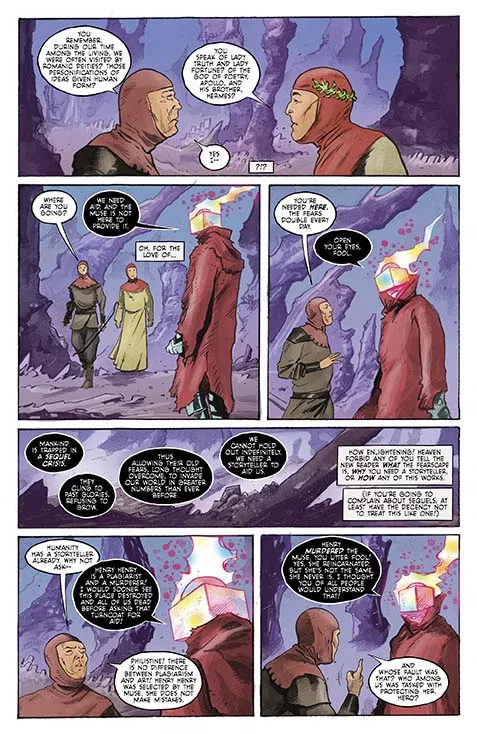 YOU
REMEMBER,
DURING OUR TIME
AMONG THE LIVING, WE
WERE OFTEN VISITED BY
ROMANIC DEITIES? THOSE
PERSONIFICATIONS OF
IDEAS GIVEN HUMAN
FORM?
YOU
SPEAK OF LADY
TRUTH AND LADY
FORTUNE? OF THE
GOD OF POETRY,
APOLLO, AND
HIS BROTHER,
HERMES?
YES
I--
?!?
WHERE
ARE YOU
GOING?
WE NEED
AID, AND THE
MUSE IS NOT
HERE TO
PROVIDE IT.
OH, FOR THE
LOVE OF...
YOU'RE
NEEDED HERE.
THE FEARS
DOUBLE EVERY
DAY.
OPEN
YOUR EYES,
FOOL.
MANKIND
IS TRAPPED IN
A SEQUEL
CRISIS.
THEY
CLING TO
PAST GLORIES,
REFUSING TO
GROW.
THUS
ALLOWING THEIR OLD
FEARS, LONG THOUGHT
OVERCOME, TO INVADE
OUR WORLD IN GREATER
NUMBERS THAN EVER
BEFORE.
WE
CANNOT HOLD
OUT INDEFINITELY.
WE NEED A
STORYTELLER TO
AID US.
HOW ENLIGHTENING! HEAVEN
FORBID ANY OF YOU TELL THE
NEW READER WHAT THE FEARSCAPE
IS, WHY YOU NEED A STORYTELLER,
OR HOW ANY OF THIS WORKS.
(IF YOU'RE GOING TO
COMPLAIN ABOUT SEQUELS, AT
LEAST HAVE THE DECENCY NOT
TO TREAT THIS LIKE ONE!)
HUMANITY
HAS A STORYTELLER
ALREADY. WHY NOT
ASK--
HENRY HENRY
IS A PLAGIARIST
AND A MURDERER!
I WOULD SOONER SEE
THIS PLACE DESTROYED
AND ALL OF US DEAD
BEFORE ASKING THAT
TURNCOAT FOR
AID!
PHILISTINE! THERE
IS NO DIFFERENCE
BETWEEN PLAGIARISM
AND ART! HENRY HENRY
WAS SELECTED BY THE
MUSE. SHE DOES NOT
MAKE MISTAKES.
HENRY
MURDERED THE
MUSE, YOU UTTER FOOL!
YES, SHE REINCARNATED,
BUT SHE'S NOT THE SAME.
SHE NEVER IS. I THOUGHT
YOU OF ALL PEOPLE
WOULD UNDERSTAND
THAT!
AND
WHOSE FAULT WAS
THAT? WHO AMONG
US WAS TASKED WITH
PROTECTING HER,
HERO?